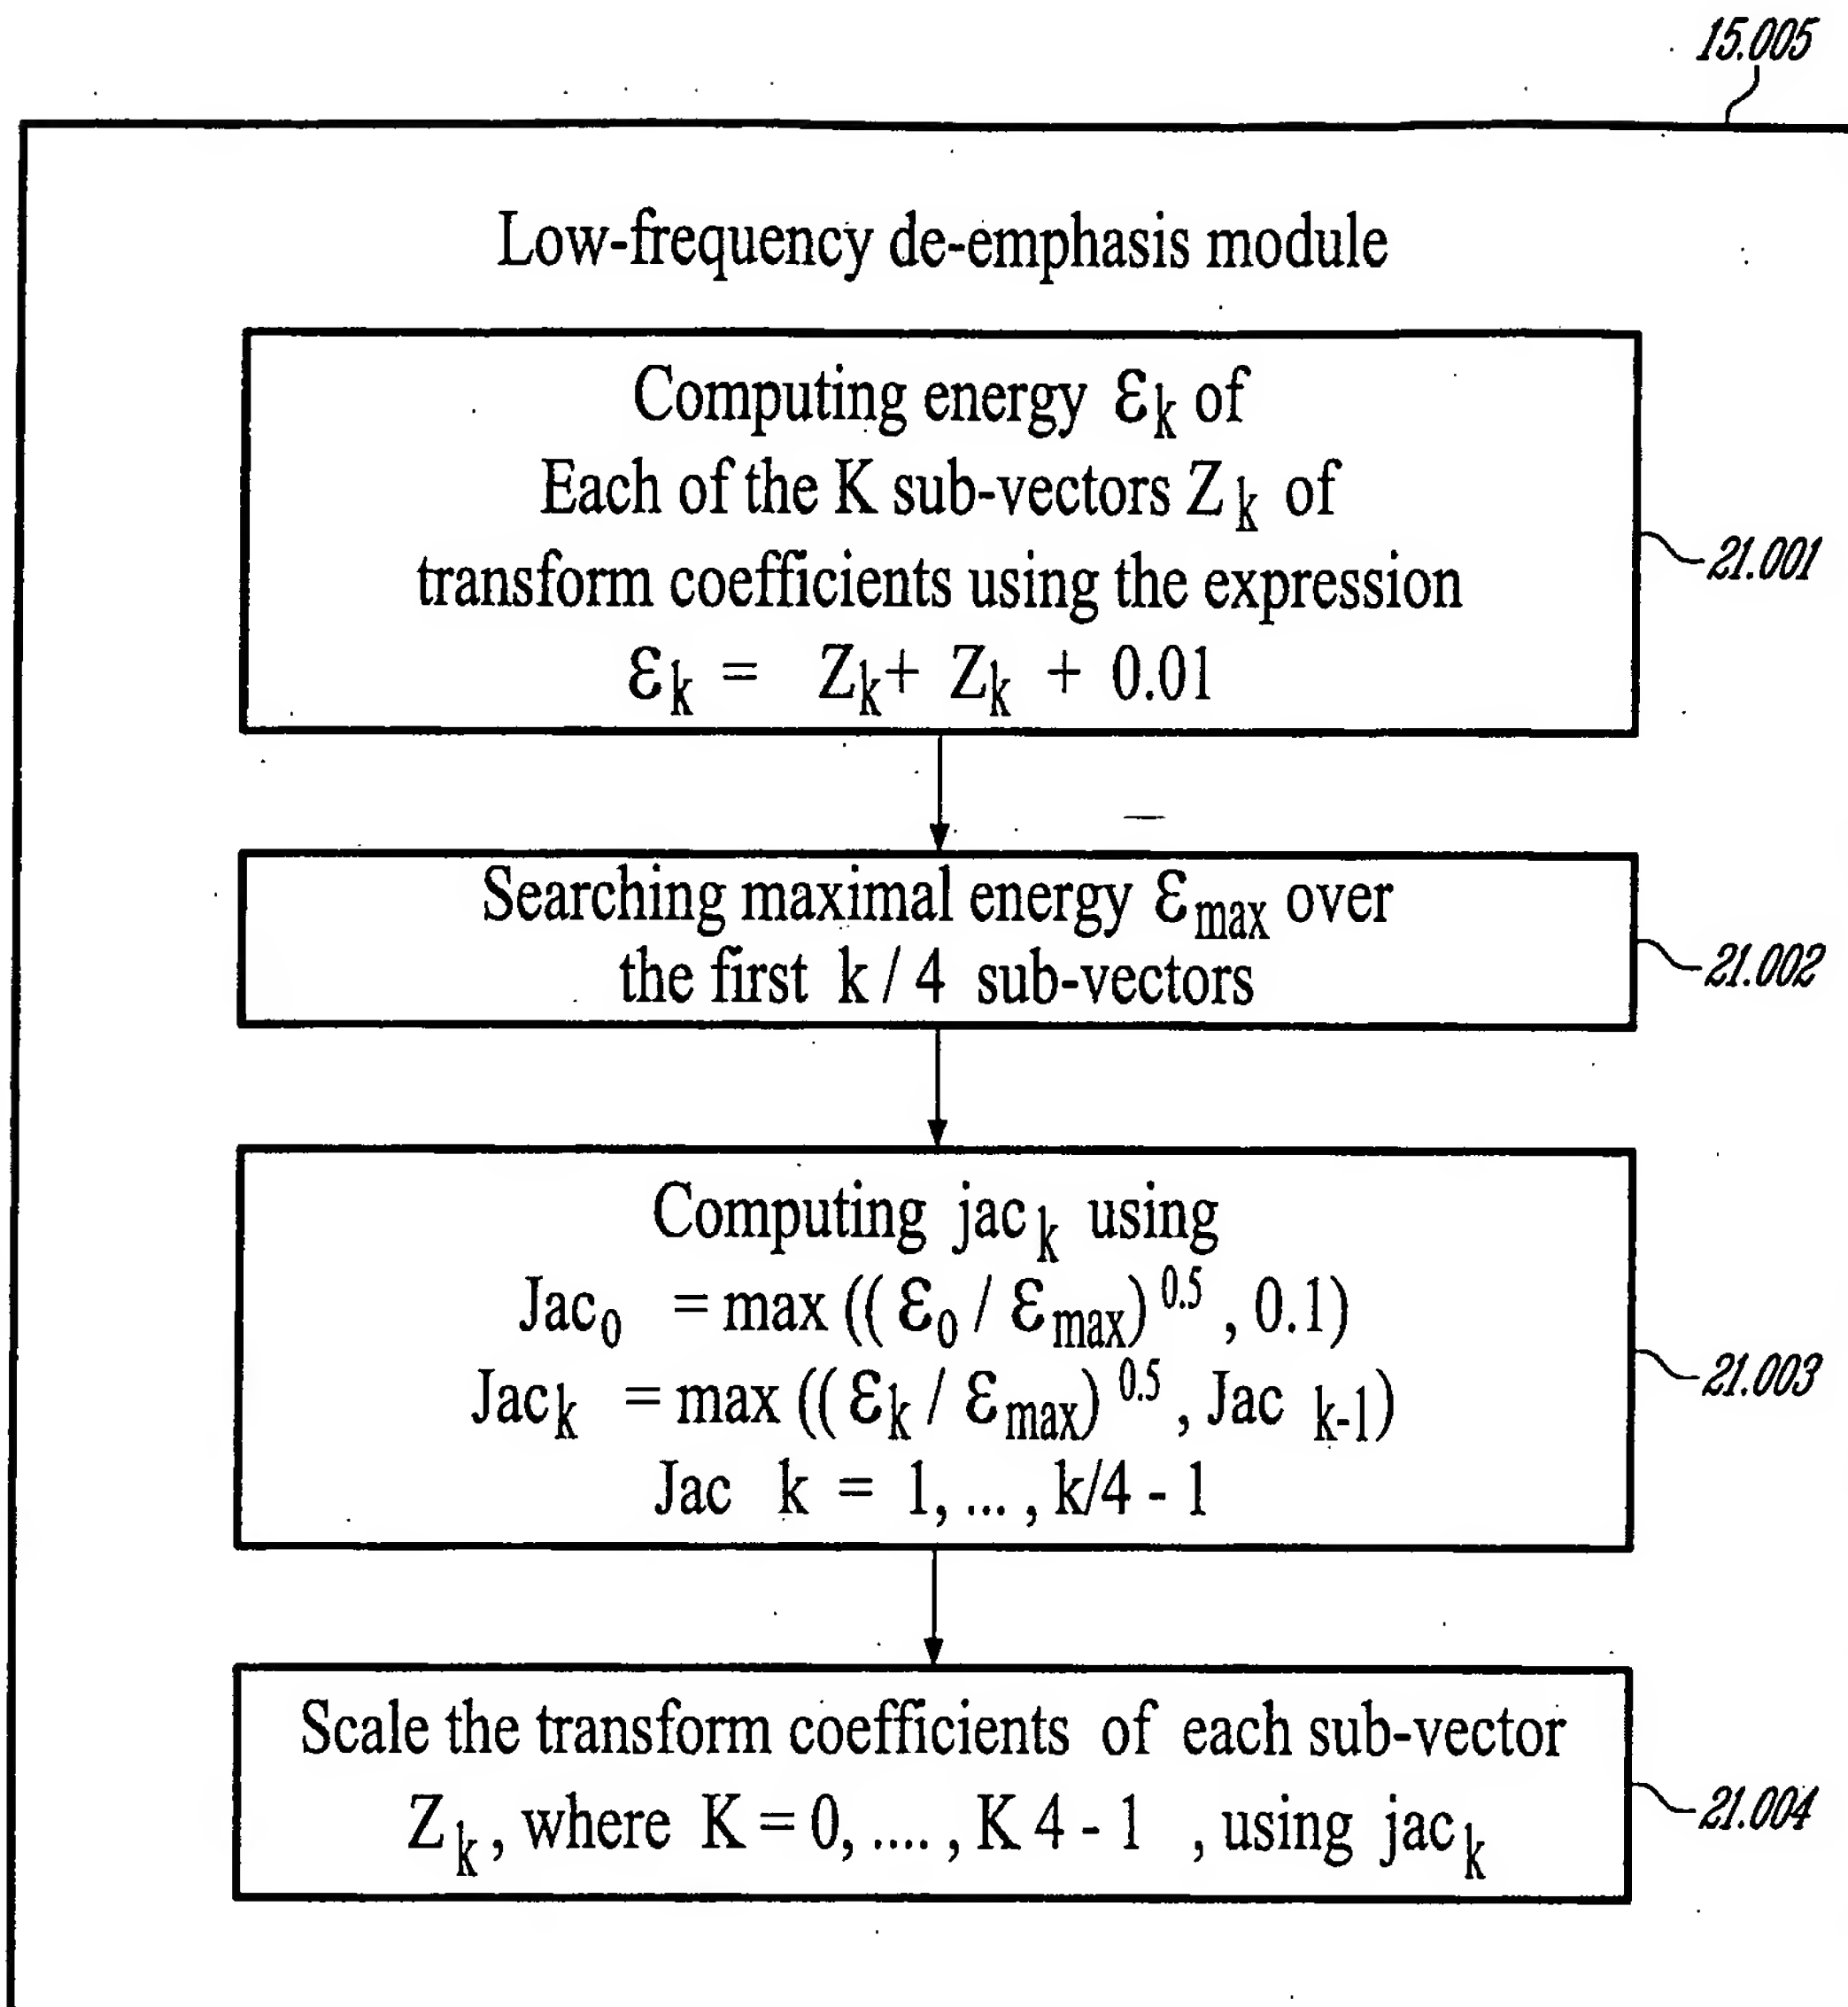 15.005
Low-frequency de-emphasis module
Computing energy εk of
Each of the K sub-vectors Zk of
transform coefficients using the expression
εk = Zk+ Zk + 0.01
21.001
Searching maximal energy εmax over
the first k / 4 sub-vectors
21.002
Computing jack using
Jac0 = max (( ε0 / εmax) 0.5 , 0.1)
Jack = max (( εk / εmax) 0.5 , Jac k-1)
Jac k = 1, ... , k/4 - 1
21.003
Scale the transform coefficients of each sub-vector
Zk, where K = 0, .... , K 4 - 1 , using jack
21.004